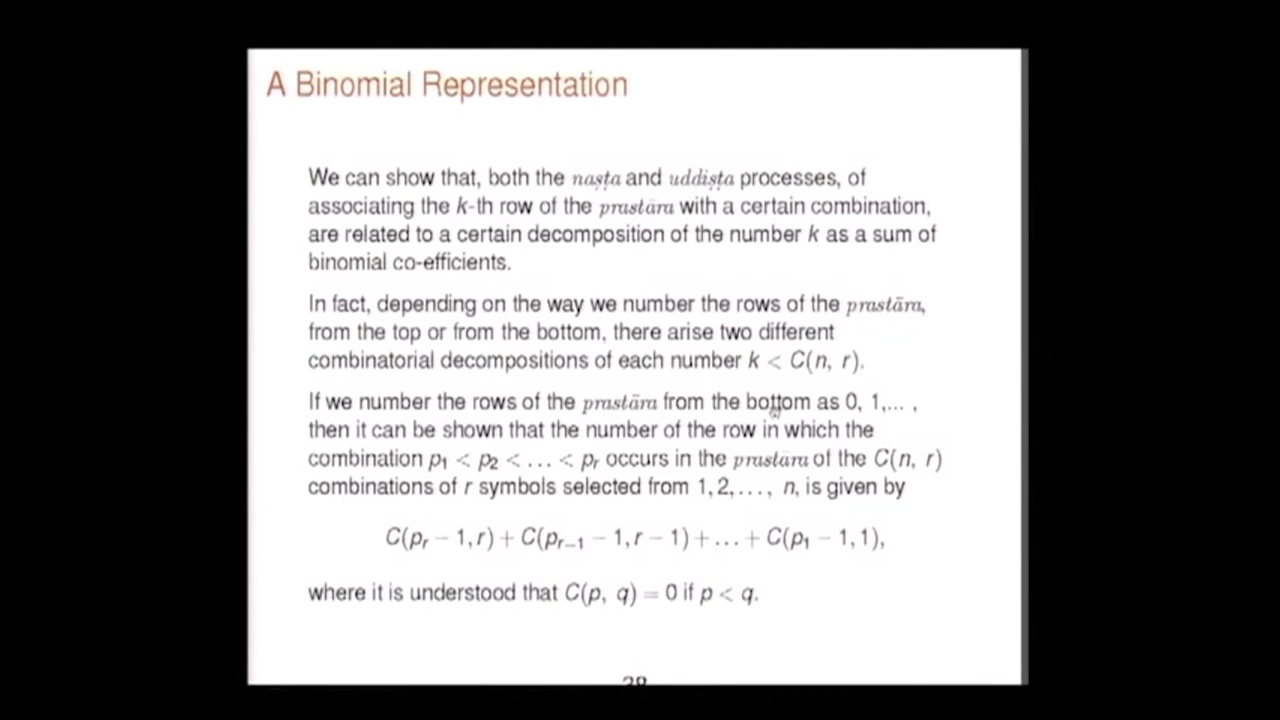 A Binomial Representation
We can show that, both the naṣṭa and uddiṣṭa processes, of
associating the k-th row of the prastāra with a certain combination,
are related to a certain decomposition of the number k as a sum of
binomial co-efficients.
In fact, depending on the way we number the rows of the prastāra,
from the top or from the bottom, there arise two different
combinatorial decompositions of each number k < C(n, r).
If we number the rows of the prastāra from the bottom as 0, 1,... ,
then it can be shown that the number of the row in which the
combination p₁ < p₂ < ... < pᵣ occurs in the prastāra of the C(n, r)
combinations of r symbols selected from 1, 2, ..., n, is given by
C(pᵣ − 1, r) + C(pᵣ₋₁ − 1, r − 1) + ... + C(p₁ − 1, 1),
where it is understood that C(p, q) = 0 if p < q.